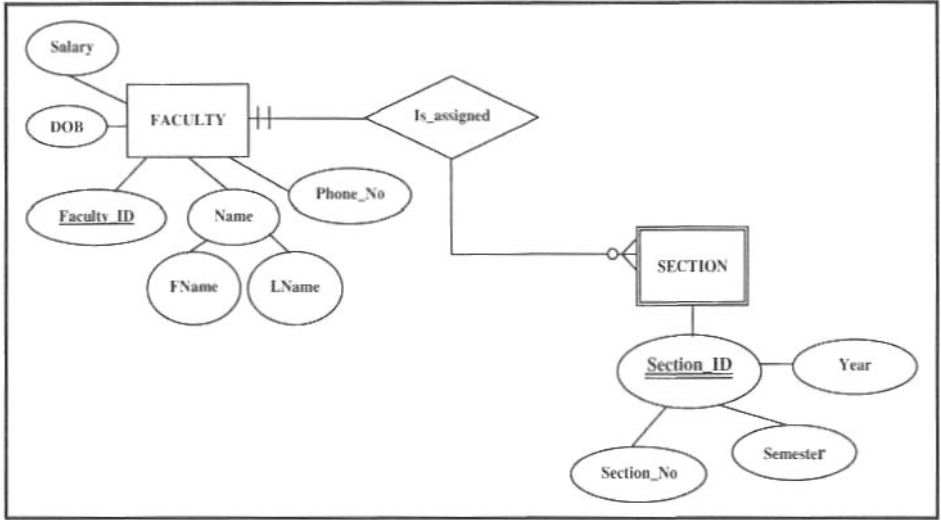 Salary
DOB
FACULTY
Is_assigned
Faculty_ID
Name
Phone_No
FName
LName
SECTION
Section_ID
Year
Section_No
Semester